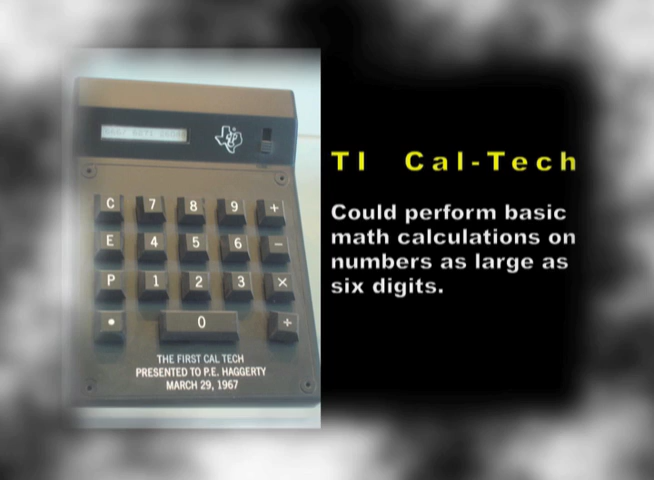 TI Cal-Tech
Could perform basic
math calculations on
numbers as large as
six digits.
C 7 8 9 +
E 4 5 6 −
P 1 2 3 ×
• 0 ÷
THE FIRST CAL TECH
PRESENTED TO P.E. HAGGERTY
MARCH 29, 1967